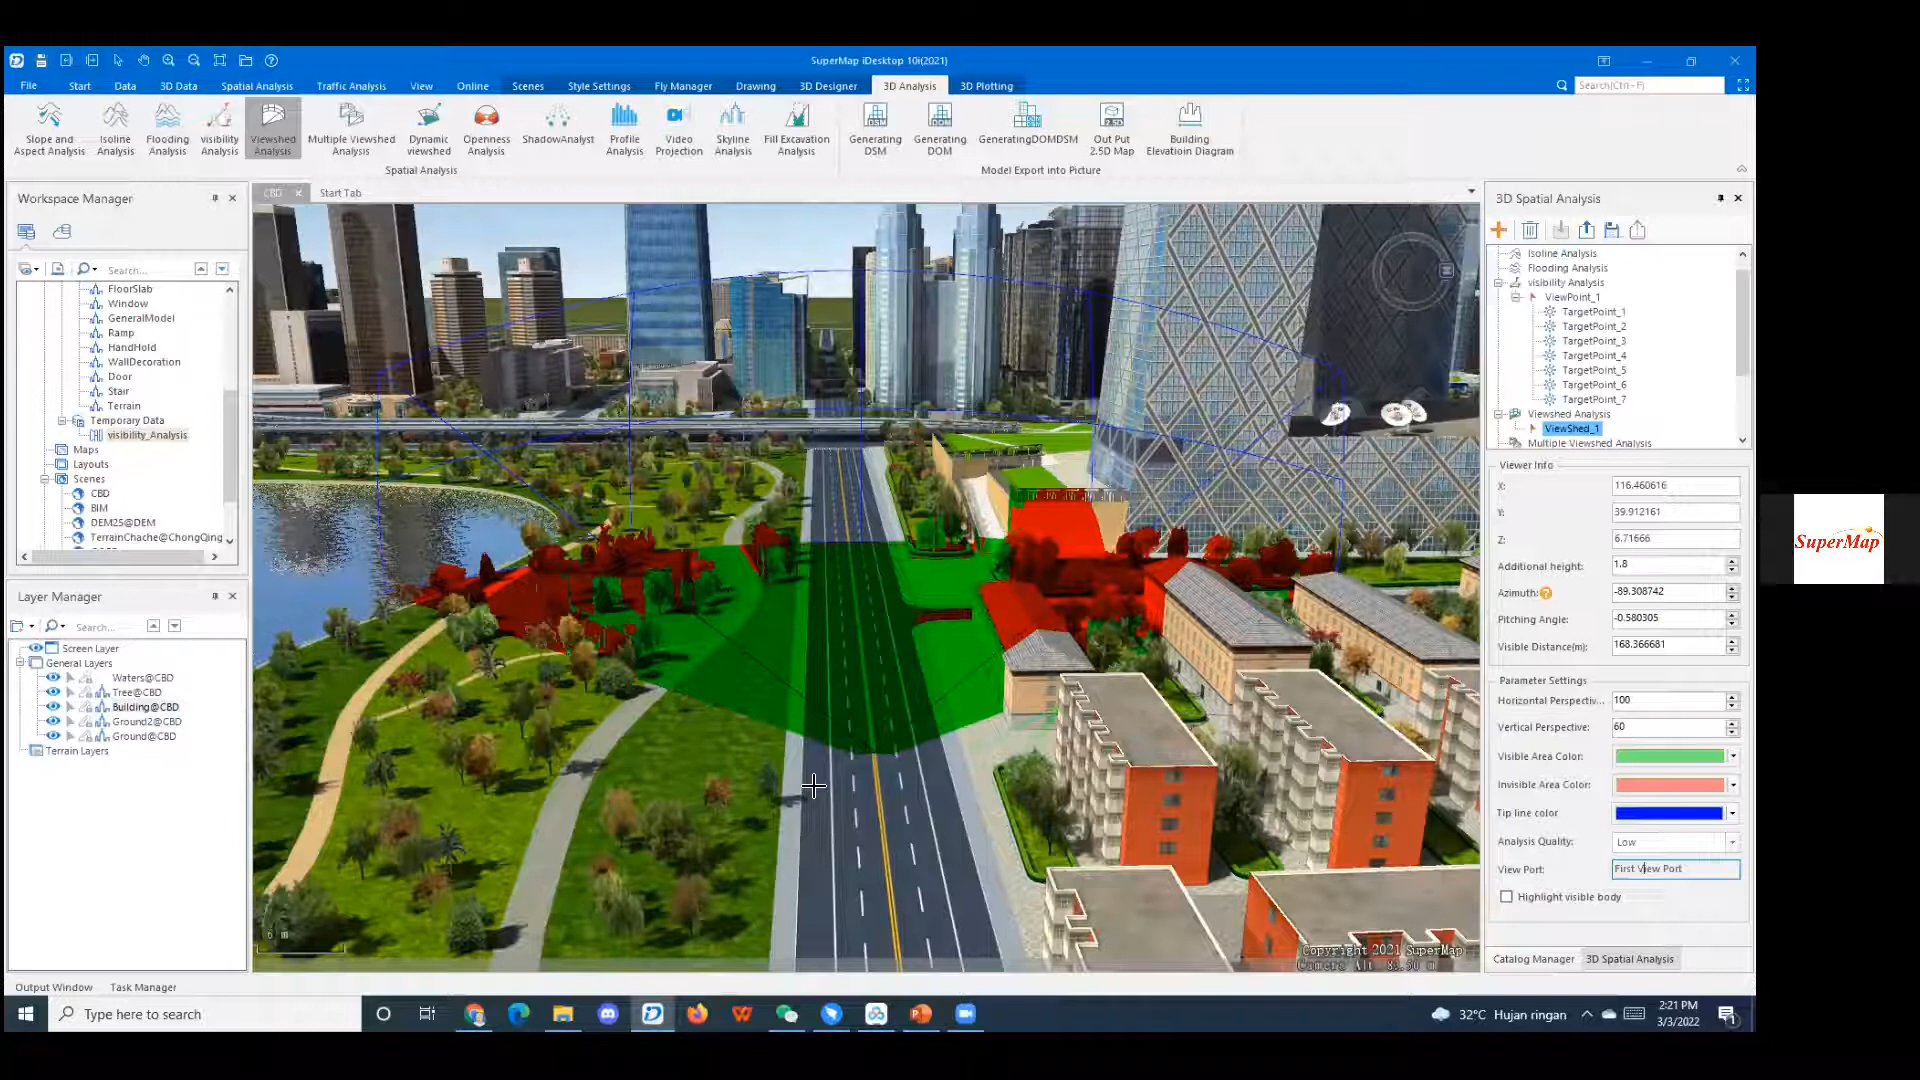 SuperMap iDesktop 10i(2021)
File Start Data 3D Data Spatial Analysis Traffic Analysis View Online Scenes Style Settings Fly Manager Drawing 3D Designer 3D Analysis 3D Plotting Search(Ctrl+F)
Slope and Aspect Analysis
Isoline Analysis
Flooding Analysis
visibility Analysis
Viewshed Analysis
Multiple Viewshed Analysis
Dynamic viewshed
Openness Analysis
ShadowAnalyst
Profile Analysis
Video Projection
Skyline Analysis
Fill Excavation Analysis
Generating DSM
Generating DOM
GeneratingDOMDSM
Out Put 2.5D Map
Building Elevatioin Diagram
Spatial Analysis
Model Export into Picture
Workspace Manager
Search...
FloorSlab
Window
GeneralModel
Ramp
HandHold
WallDecoration
Door
Stair
Terrain
Temporary Data
visibility_Analysis
Maps
Layouts
Scenes
CBD
BIM
DEM25@DEM
TerrainChache@ChongQing
Layer Manager
Search...
Screen Layer
General Layers
Waters@CBD
Tree@CBD
Building@CBD
Ground2@CBD
Ground@CBD
Terrain Layers
CBD
Start Tab
Copyright 2021 SuperMap
3D Spatial Analysis
Isoline Analysis
Flooding Analysis
visibility Analysis
ViewPoint_1
TargetPoint_1
TargetPoint_2
TargetPoint_3
TargetPoint_4
TargetPoint_5
TargetPoint_6
TargetPoint_7
Viewshed Analysis
ViewShed_1
Multiple Viewshed Analysis
Viewer Info
X: 116.460616
Y: 39.912161
Z: 6.71666
Additional height: 1.8
Azimuth: -89.308742
Pitching Angle: -0.580305
Visible Distance(m): 168.366681
Parameter Settings
Horizontal Perspectiv... 100
Vertical Perspective: 60
Visible Area Color:
Invisible Area Color:
Tip line color
Analysis Quality: Low
View Port: First View Port
Highlight visible body
Catalog Manager 3D Spatial Analysis
SuperMap
Output Window Task Manager
Type here to search
32°C Hujan ringan
2:21 PM
3/3/2022